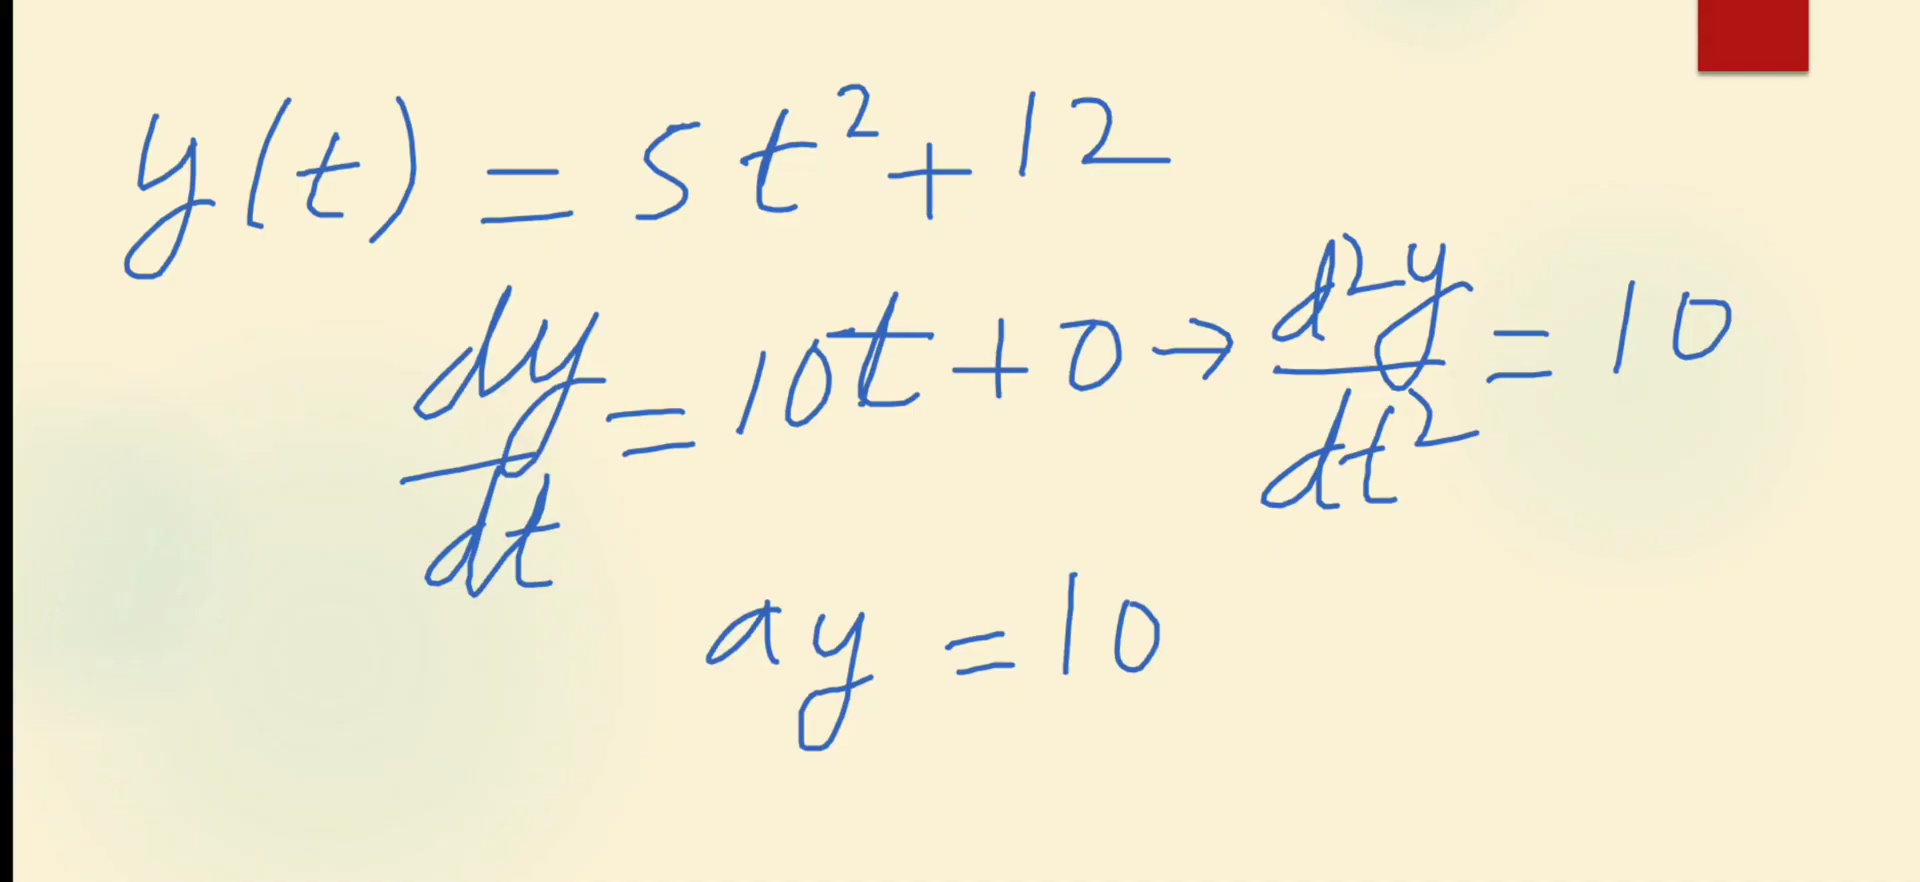 y(t) = 5t² + 12
dy/dt = 10t + 0 → d²y/dt² = 10
ay = 10